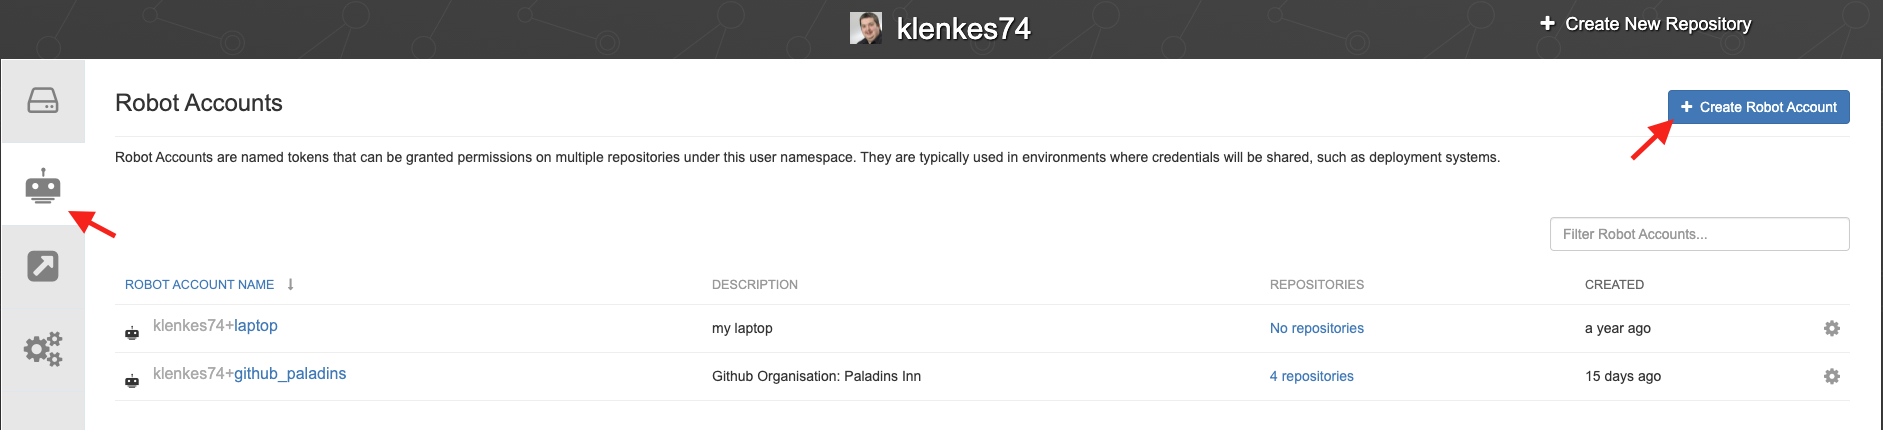 klenkes74
+ Create New Repository
Robot Accounts
+ Create Robot Account
Robot Accounts are named tokens that can be granted permissions on multiple repositories under this user namespace. They are typically used in environments where credentials will be shared, such as deployment systems.
Filter Robot Accounts...
ROBOT ACCOUNT NAME ↓ DESCRIPTION REPOSITORIES CREATED
klenkes74+laptop my laptop No repositories a year ago
klenkes74+github_paladins Github Organisation: Paladins Inn 4 repositories 15 days ago